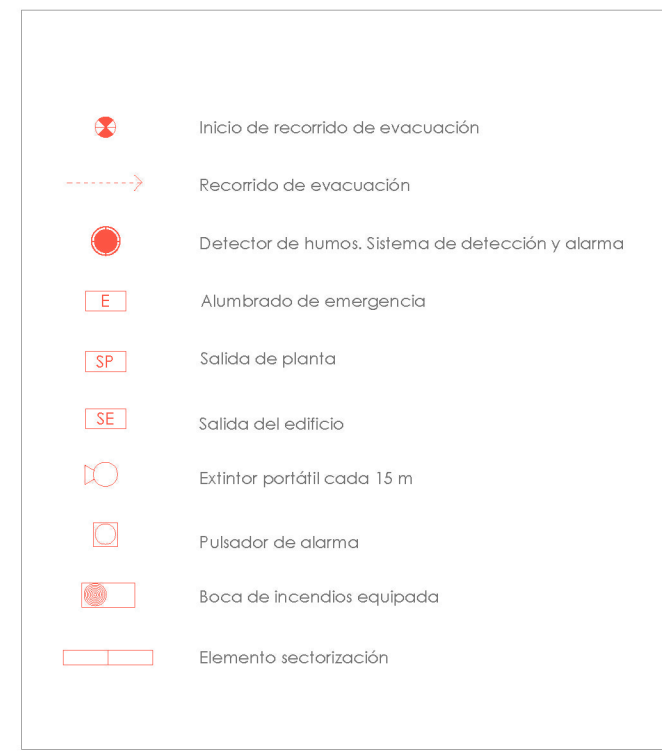 Inicio de recorrido de evacuación
Recorrido de evacuación
Detector de humos. Sistema de detección y alarma
E Alumbrado de emergencia
SP Salida de planta
SE Salida del edificio
Extintor portátil cada 15 m
Pulsador de alarma
Boca de incendios equipada
Elemento sectorización